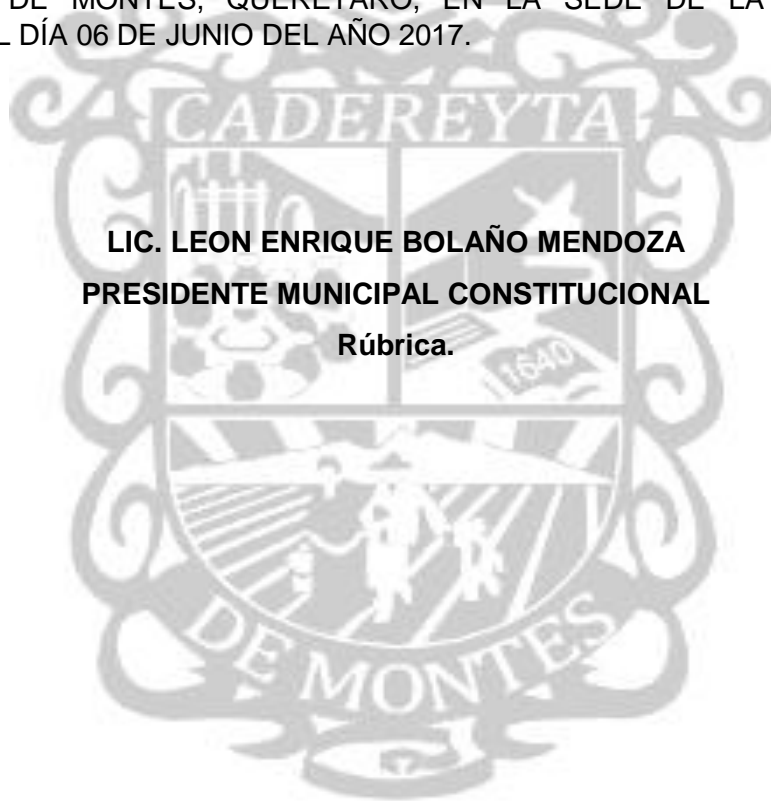 DE MONTES, QUERÉTARO, EN LA SEDE DE LA
L DÍA 06 DE JUNIO DEL AÑO 2017.
CADEREYTA
LIC. LEON ENRIQUE BOLAÑO MENDOZA
PRESIDENTE MUNICIPAL CONSTITUCIONAL
Rúbrica.
1640
DE MONTES